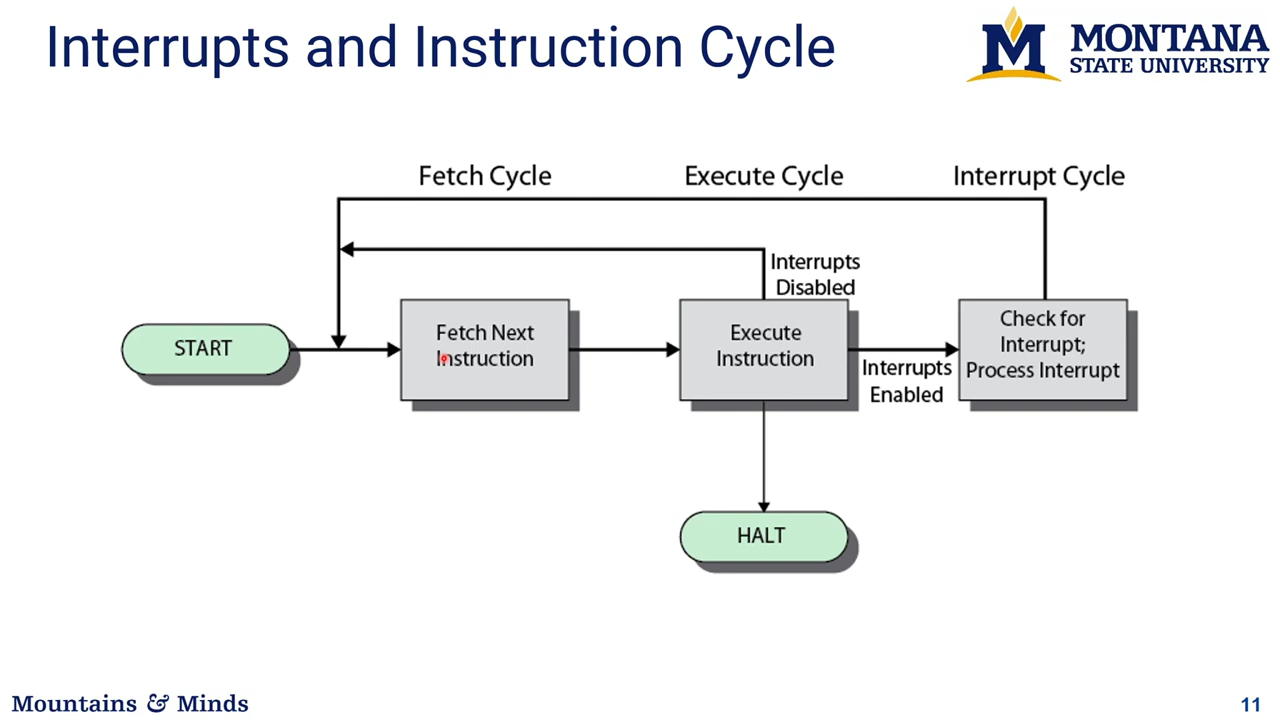 Interrupts and Instruction Cycle
MONTANA
STATE UNIVERSITY
M
Fetch Cycle
Execute Cycle
Interrupt Cycle
Interrupts
Disabled
START
Fetch Next
Instruction
Execute
Instruction
Interrupts
Enabled
Check for
Interrupt;
Process Interrupt
HALT
Mountains & Minds
11